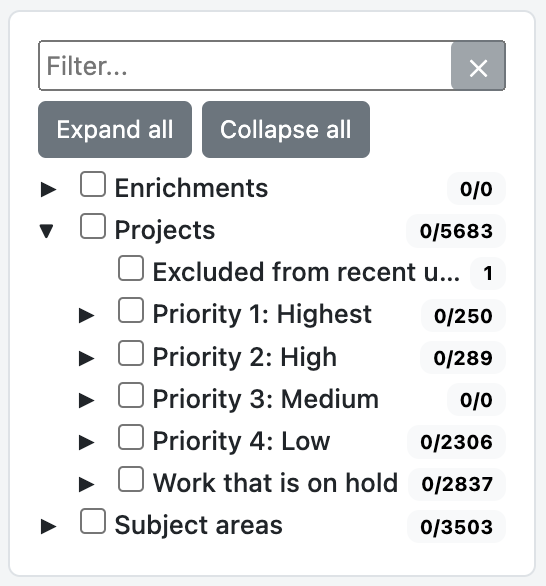 Filter...
Expand all Collapse all
Enrichments 0/0
Projects 0/5683
Excluded from recent u... 1
Priority 1: Highest 0/250
Priority 2: High 0/289
Priority 3: Medium 0/0
Priority 4: Low 0/2306
Work that is on hold 0/2837
Subject areas 0/3503